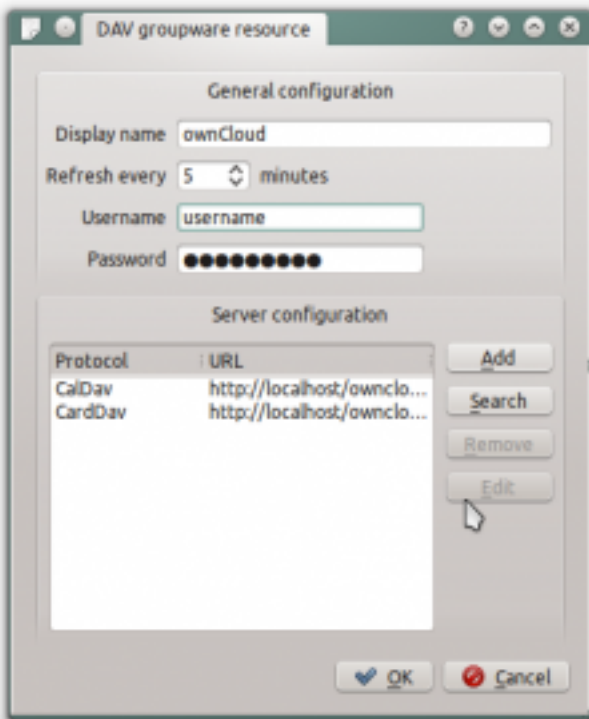 DAV groupware resource
General configuration
Display name ownCloud
Refresh every 5 minutes
Username username
Password ●●●●●●●●●
Server configuration
Protocol URL
CalDav http://localhost/ownclo...
CardDav http://localhost/ownclo...
Add
Search
Remove
Edit
OK Cancel